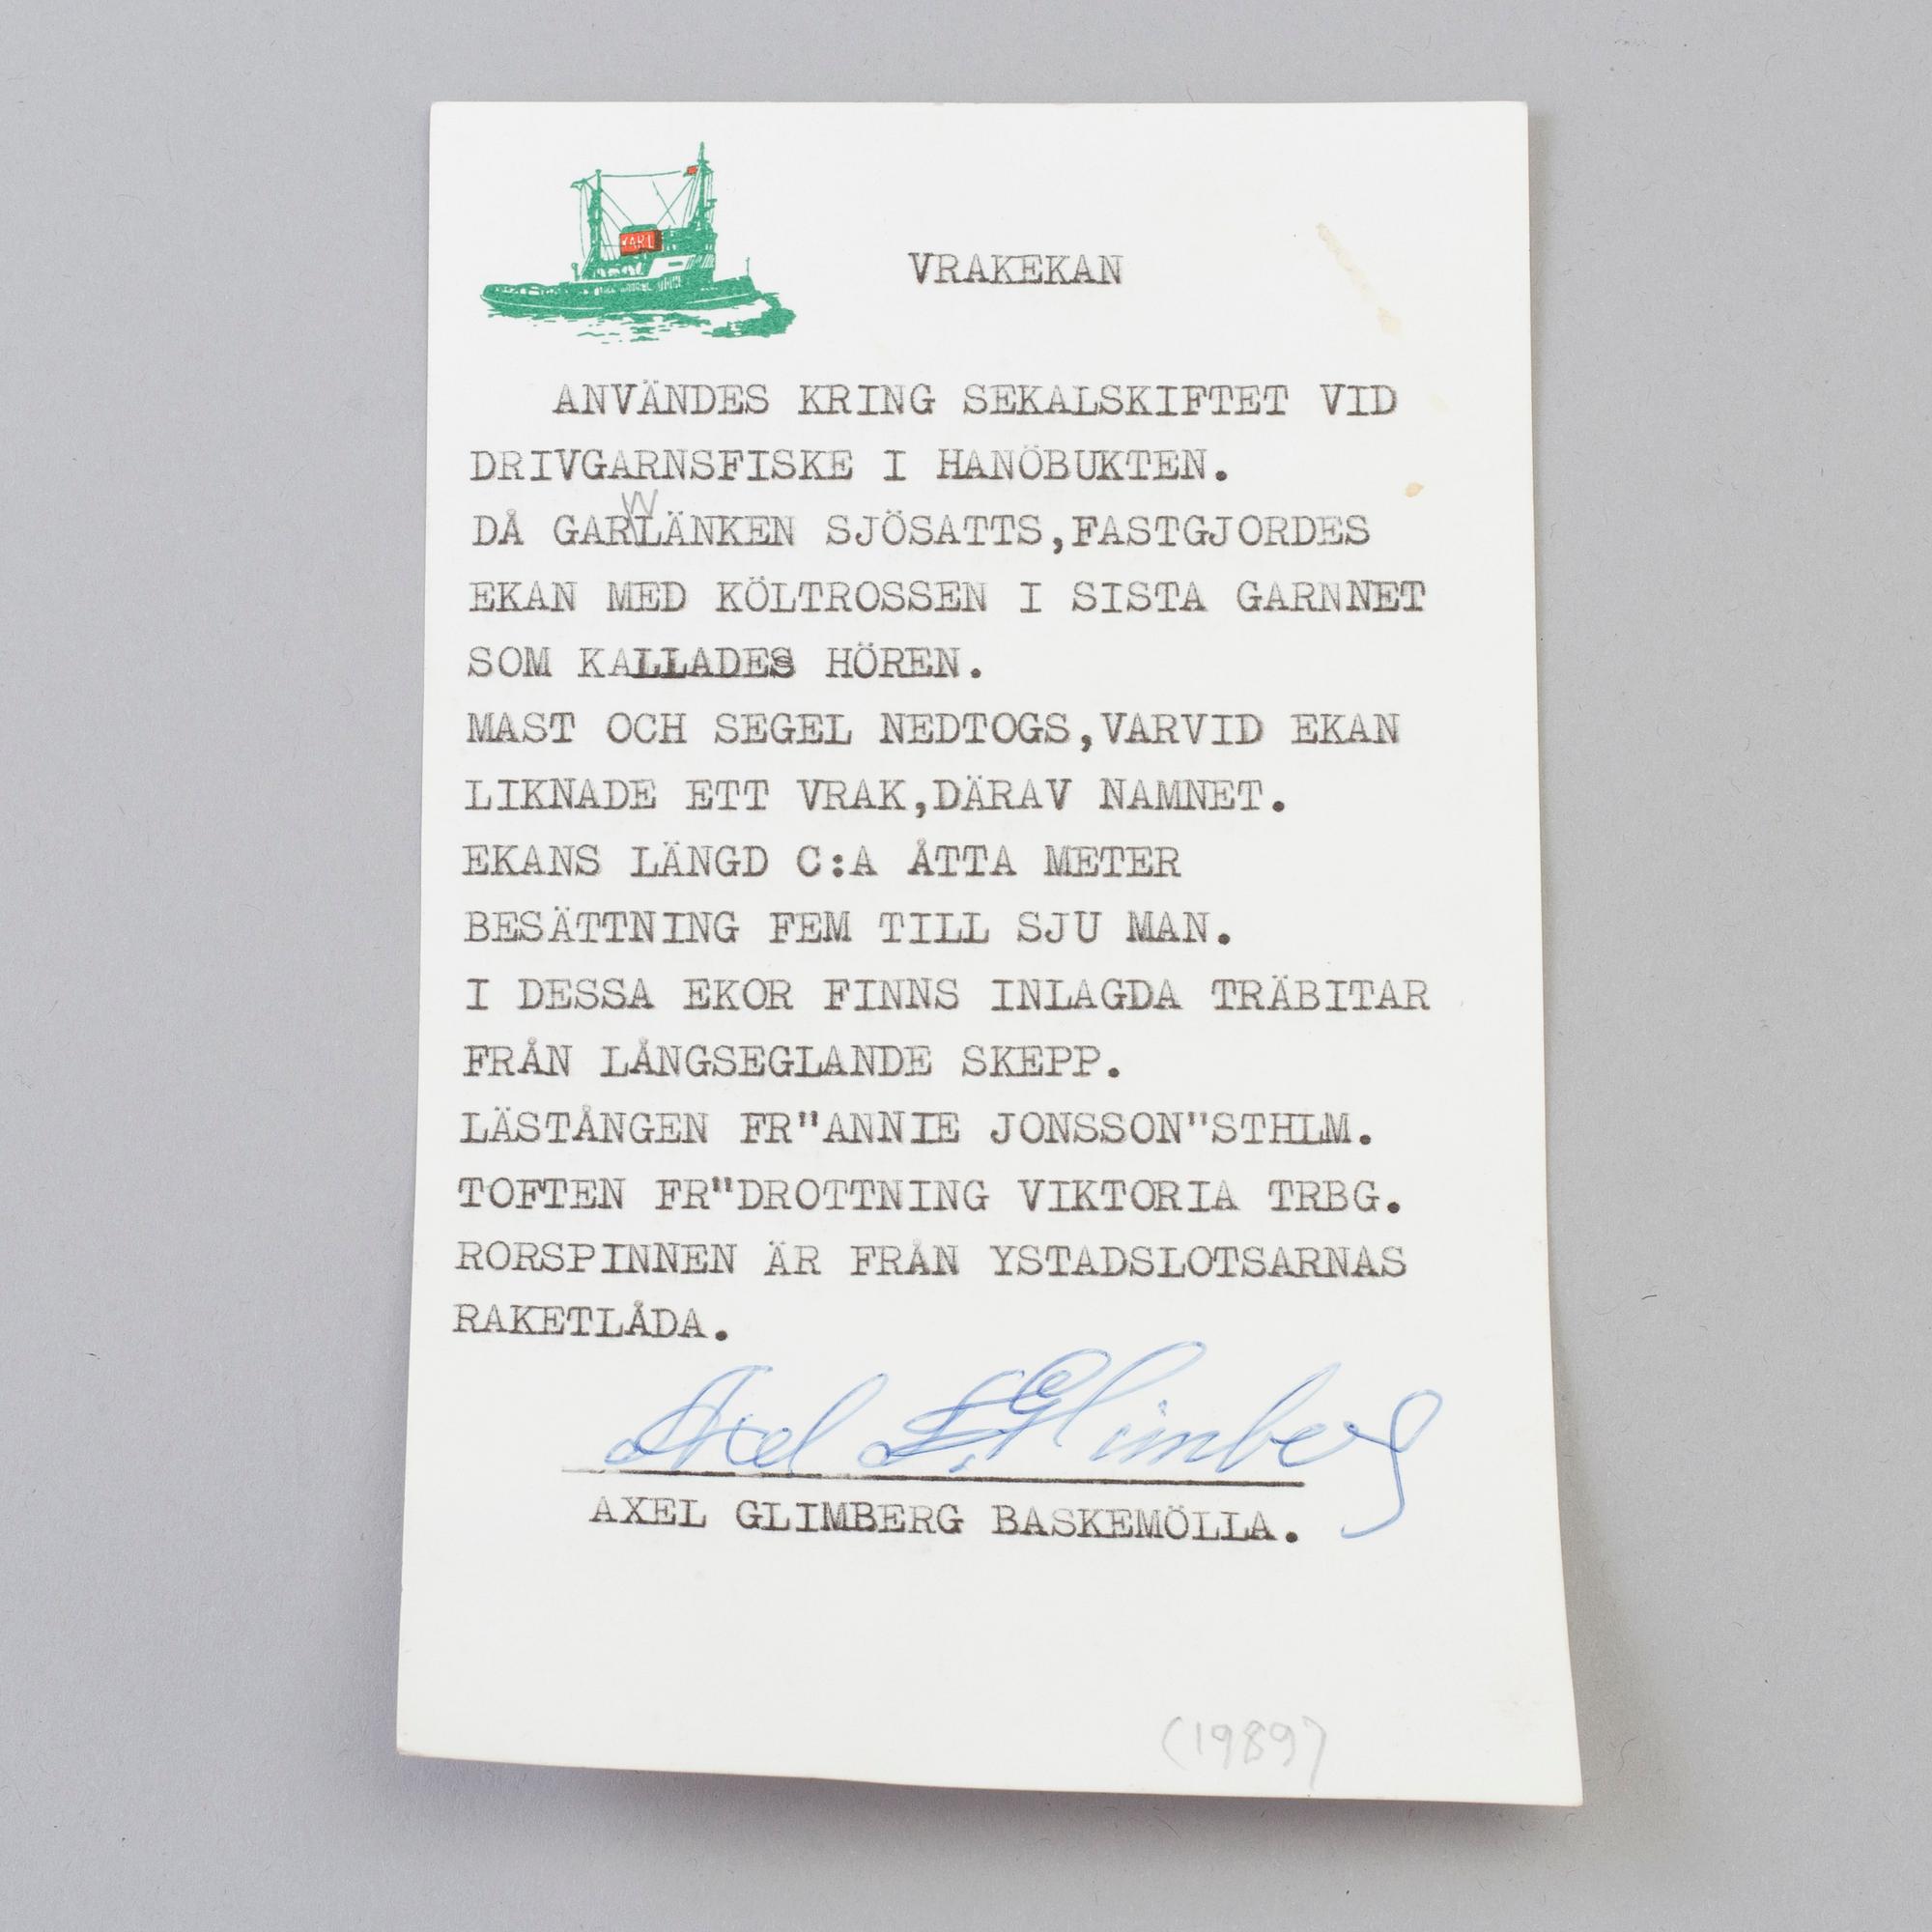 KARL
VRAKEKAN
ANVÄNDES KRING SEKALSKIFTET VID
DRIVGARNSFISKE I HANÖBUKTEN.
DÅ GARNLÄNKEN SJÖSATTS,FASTGJORDES
EKAN MED KÖLTROSSEN I SISTA GARNNET
SOM KALLADES HÖREN.
MAST OCH SEGEL NEDTOGS,VARVID EKAN
LIKNADE ETT VRAK,DÄRAV NAMNET.
EKANS LÄNGD C:A ÅTTA METER
BESÄTTNING FEM TILL SJU MAN.
I DESSA EKOR FINNS INLAGDA TRÄBITAR
FRÅN LÅNGSEGLANDE SKEPP.
LÄSTÅNGEN FR"ANNIE JONSSON"STHLM.
TOFTEN FR"DROTTNING VIKTORIA TRBG.
RORSPINNEN ÄR FRÅN YSTADSLOTSARNAS
RAKETLÅDA.
Axel E. Glimberg
AXEL GLIMBERG BASKEMÖLLA.
(1989)